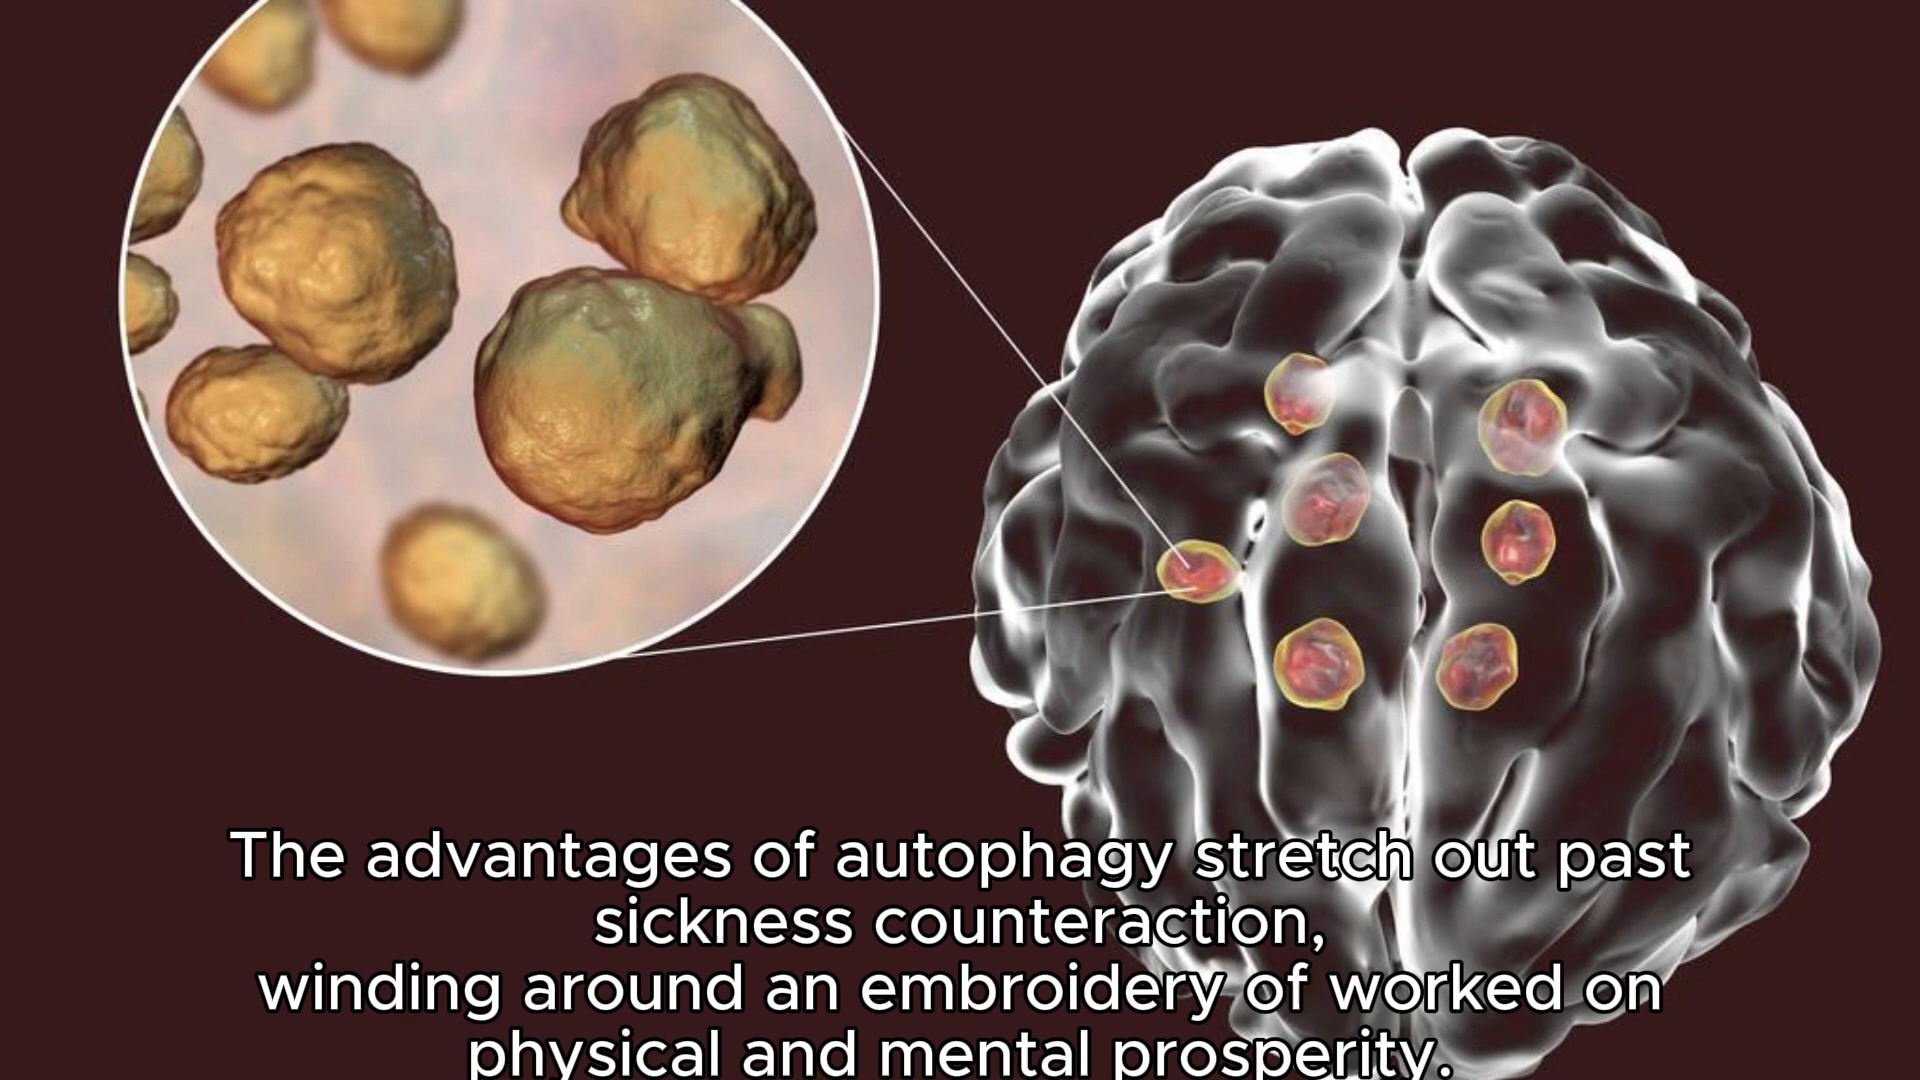 The advantages of autophagy stretch out past
sickness counteraction,
winding around an embroidery of worked on
physical and mental prosperity.